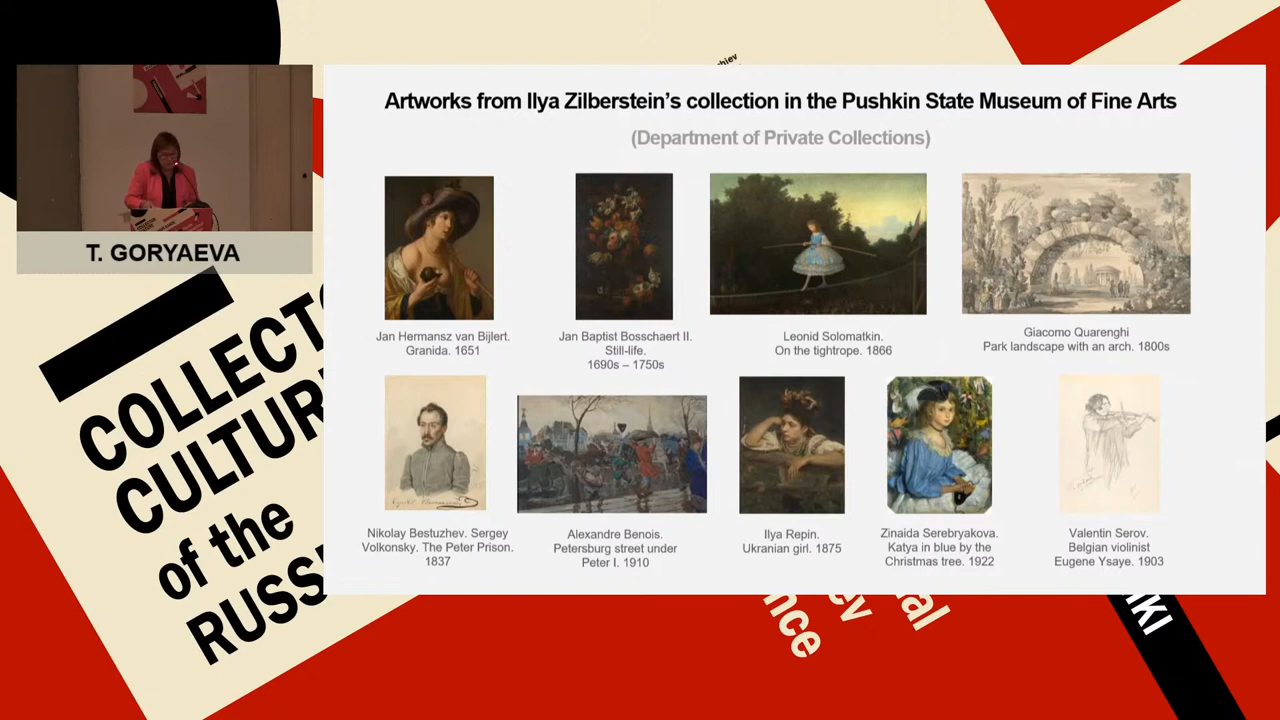 T. GORYAEVA
COLLECT
CULTUR
of the
RUSS
Artworks from Ilya Zilberstein's collection in the Pushkin State Museum of Fine Arts
(Department of Private Collections)
Jan Hermansz van Bijlert.
Granida. 1651
Jan Baptist Bosschaert II.
Still-life.
1690s – 1750s
Leonid Solomatkin.
On the tightrope. 1866
Giacomo Quarenghi
Park landscape with an arch. 1800s
Nikolay Bestuzhev. Sergey
Volkonsky. The Peter Prison.
1837
Alexandre Benois.
Petersburg street under
Peter I. 1910
Ilya Repin.
Ukranian girl. 1875
Zinaida Serebryakova.
Katya in blue by the
Christmas tree. 1922
Valentin Serov.
Belgian violinist
Eugene Ysaye. 1903